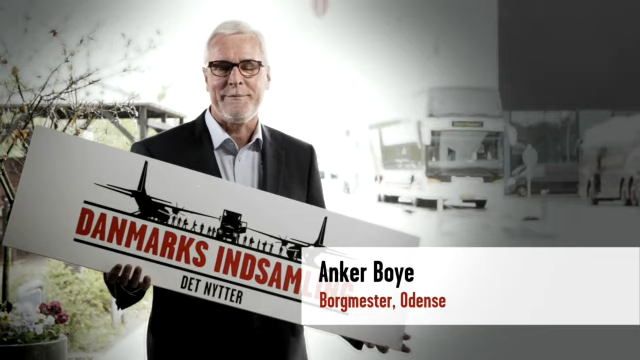 DANMARKS INDSAMLING
DET NYTTER
Anker Boye
Borgmester, Odense